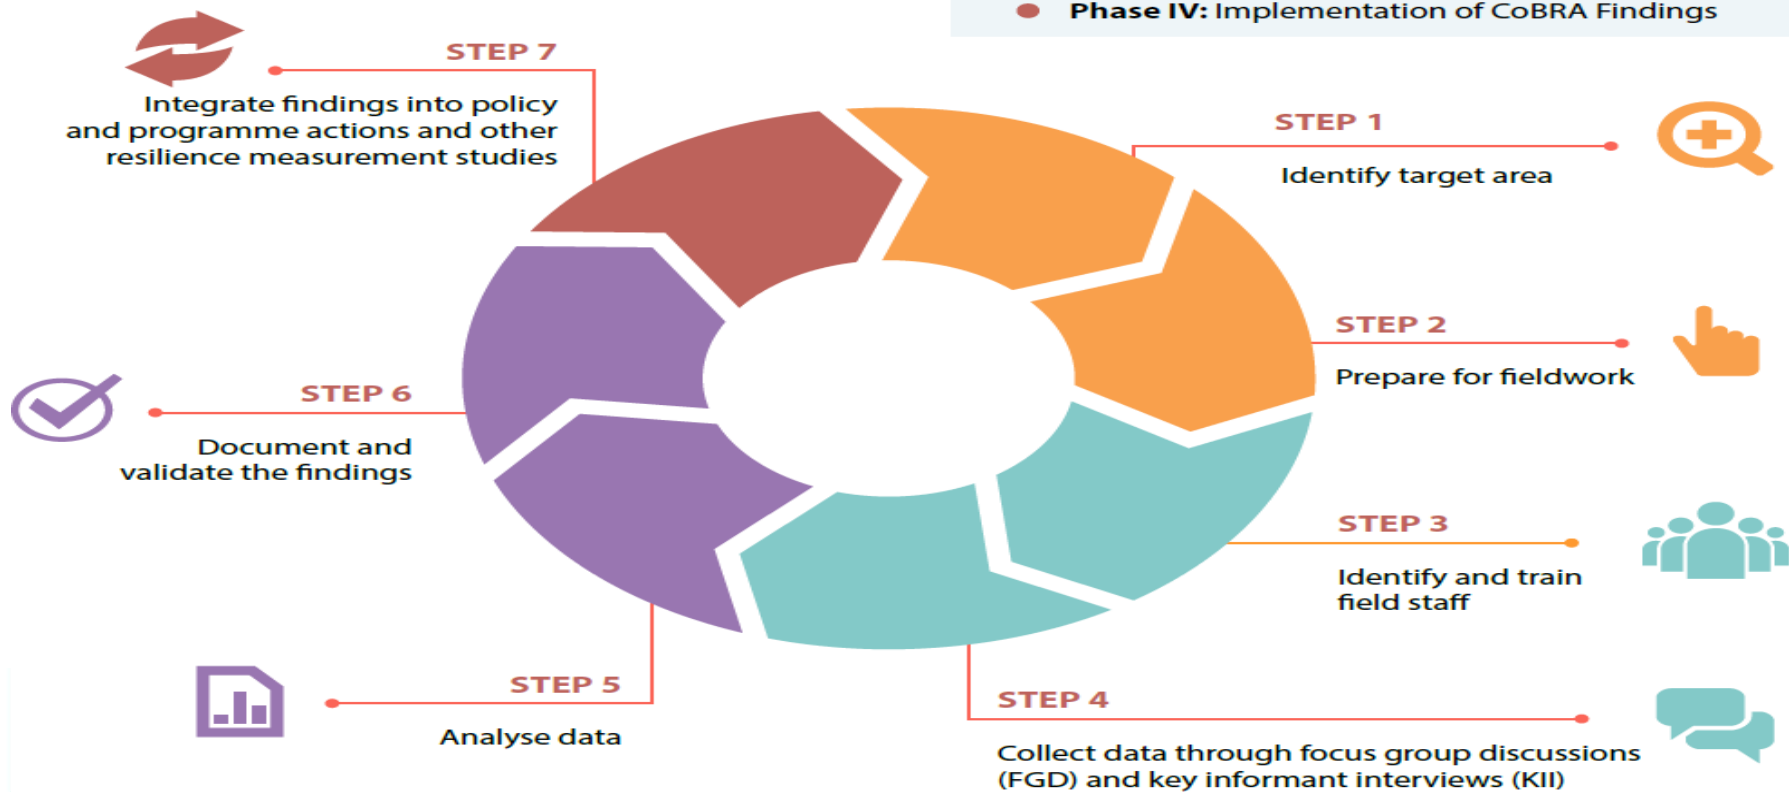 Phase IV: Implementation of CoBRA Findings
STEP 1
Identify target area
STEP 2
Prepare for fieldwork
STEP 3
Identify and train
field staff
STEP 4
Collect data through focus group discussions
(FGD) and key informant interviews (KII)
STEP 5
Analyse data
STEP 6
Document and
validate the findings
STEP 7
Integrate findings into policy
and programme actions and other
resilience measurement studies